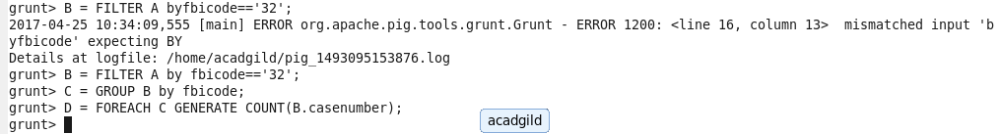 grunt> B = FILTER A byfbicode=='32';
2017-04-25 10:34:09,555 [main] ERROR org.apache.pig.tools.grunt.Grunt - ERROR 1200: <line 16, column 13>  mismatched input 'b
yfbicode' expecting BY
Details at logfile: /home/acadgild/pig_1493095153876.log
grunt> B = FILTER A by fbicode=='32';
grunt> C = GROUP B by fbicode;
grunt> D = FOREACH C GENERATE COUNT(B.casenumber);
grunt>
acadgild